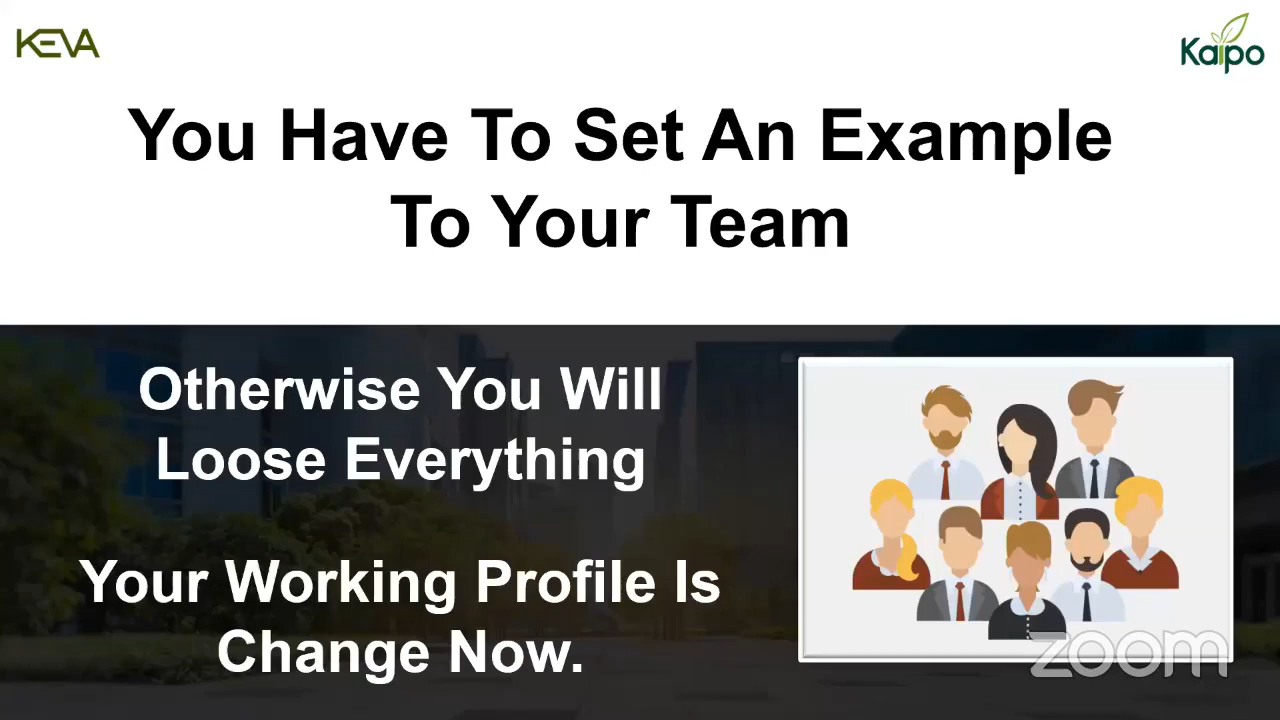 KEVA
Kaipo
You Have To Set An Example
To Your Team
Otherwise You Will
Loose Everything
Your Working Profile Is
Change Now.
zoom